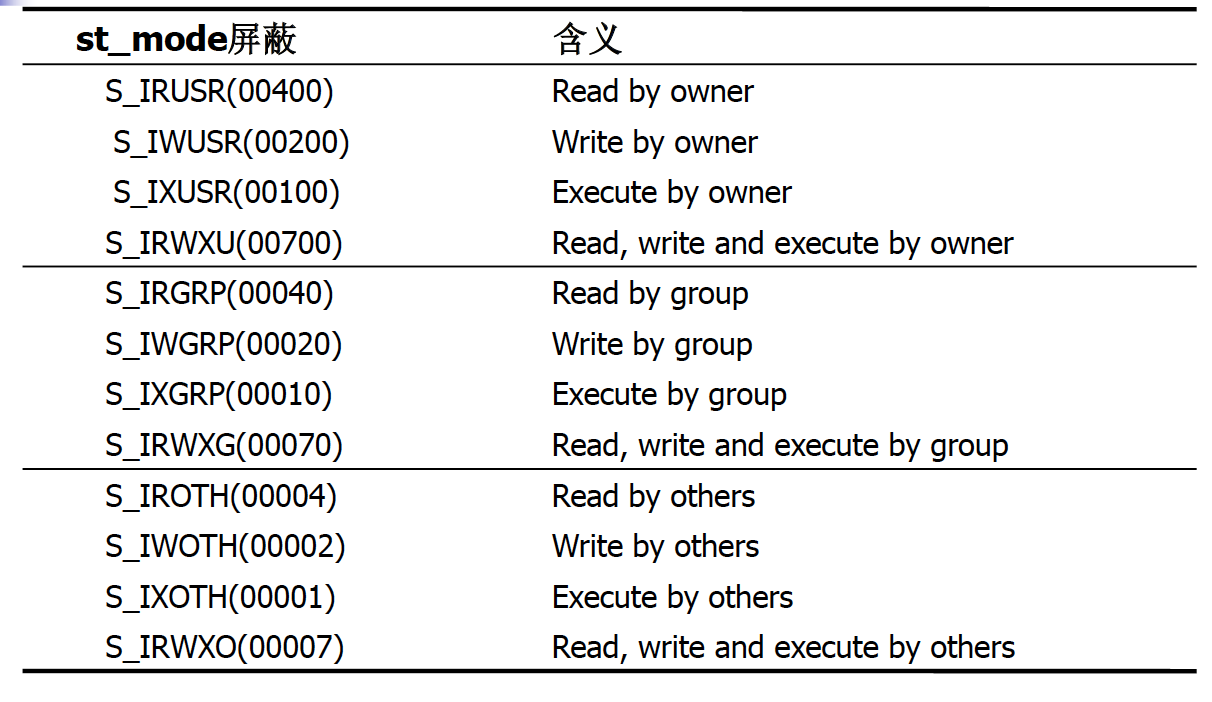 st_mode屏蔽 含义
S_IRUSR(00400) Read by owner
S_IWUSR(00200) Write by owner
S_IXUSR(00100) Execute by owner
S_IRWXU(00700) Read, write and execute by owner
S_IRGRP(00040) Read by group
S_IWGRP(00020) Write by group
S_IXGRP(00010) Execute by group
S_IRWXG(00070) Read, write and execute by group
S_IROTH(00004) Read by others
S_IWOTH(00002) Write by others
S_IXOTH(00001) Execute by others
S_IRWXO(00007) Read, write and execute by others